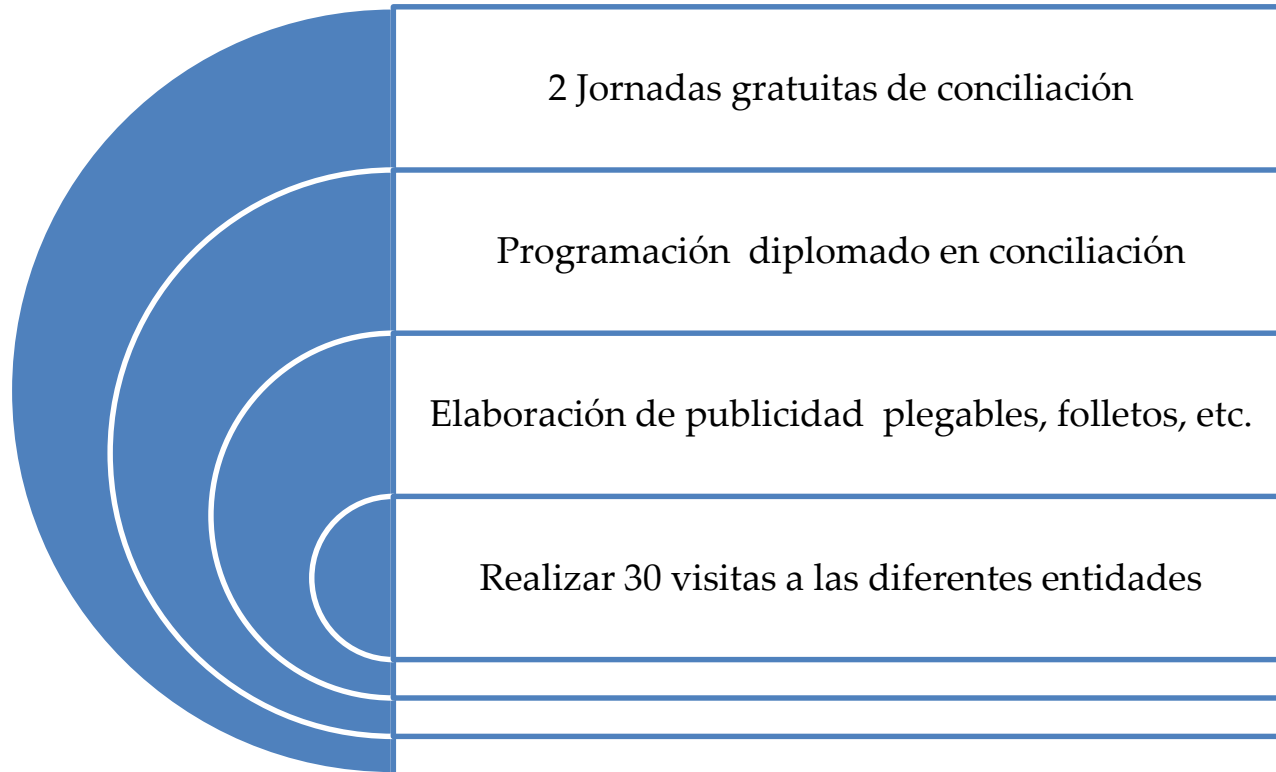 2 Jornadas gratuitas de conciliación
Programación  diplomado en conciliación
Elaboración de publicidad  plegables, folletos, etc.
Realizar 30 visitas a las diferentes entidades